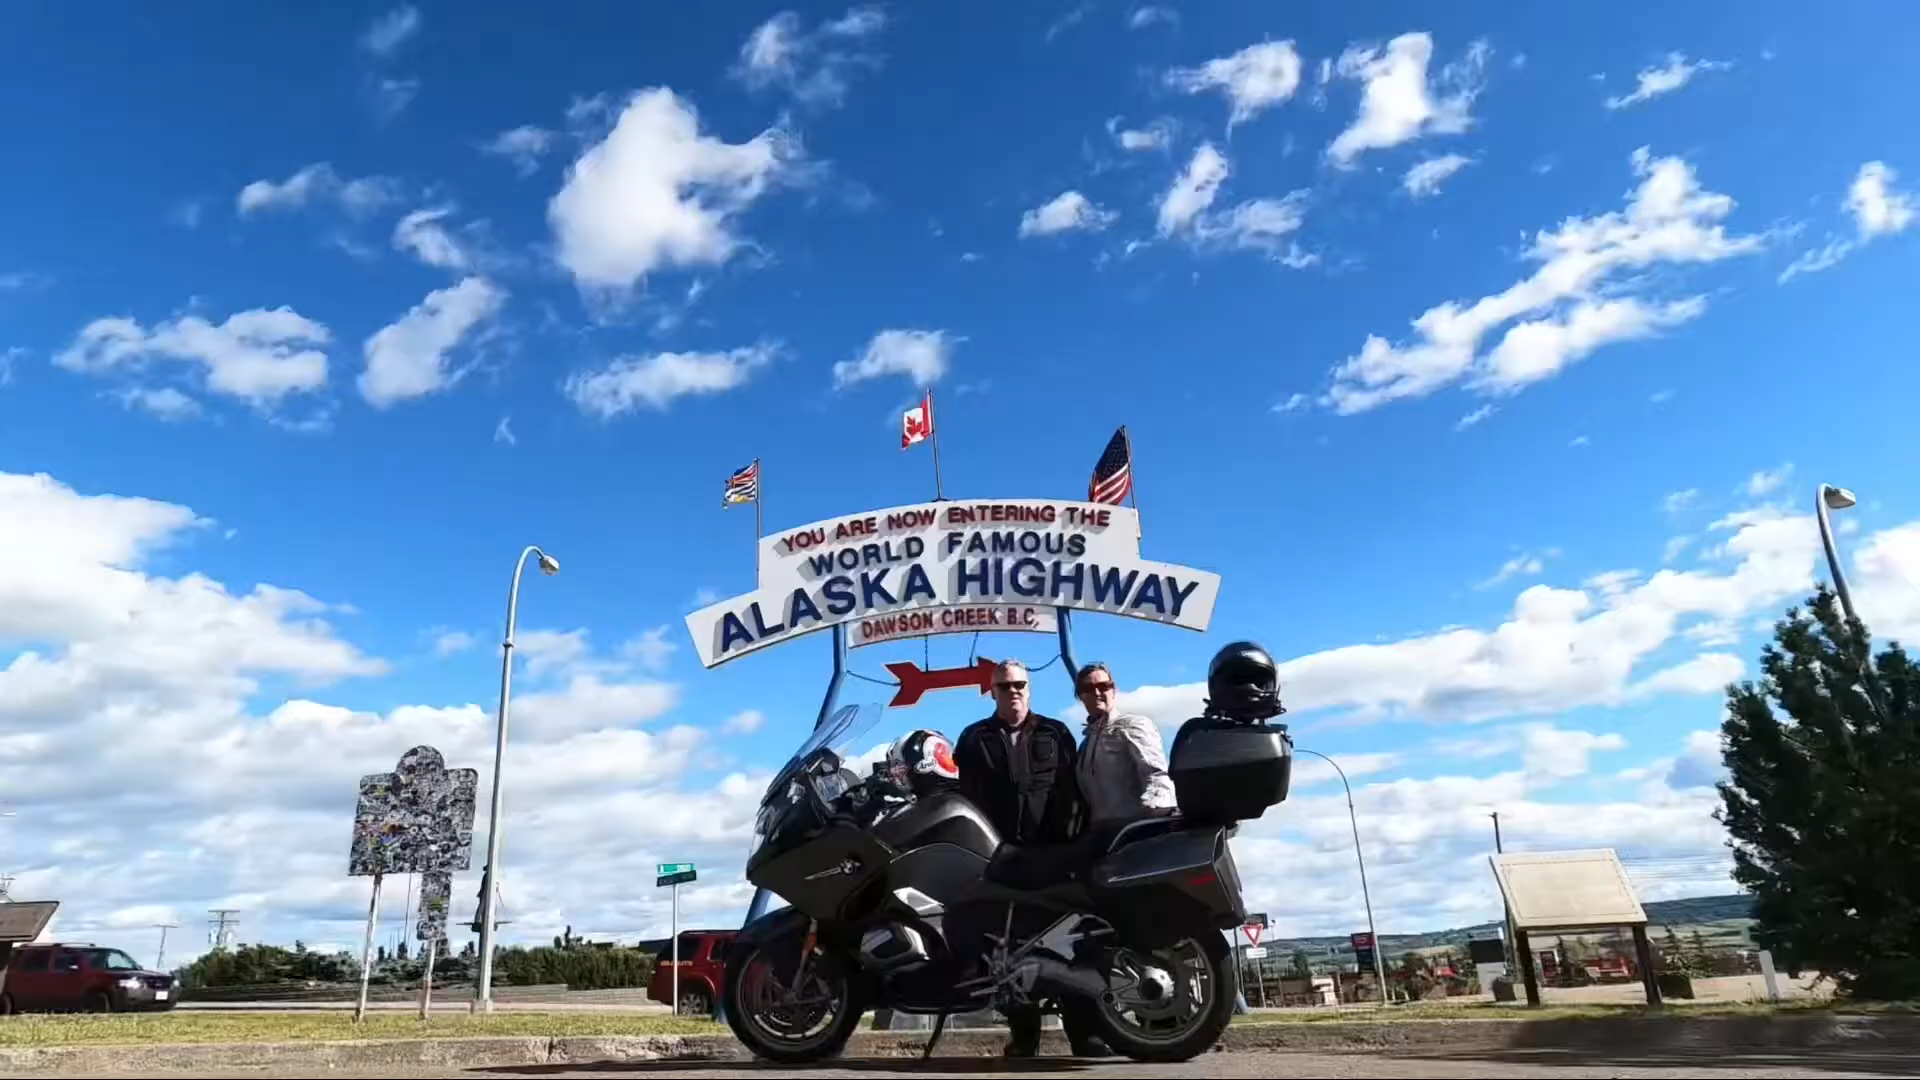 YOU ARE NOW ENTERING THE
WORLD FAMOUS
ALASKA HIGHWAY
DAWSON CREEK B.C.